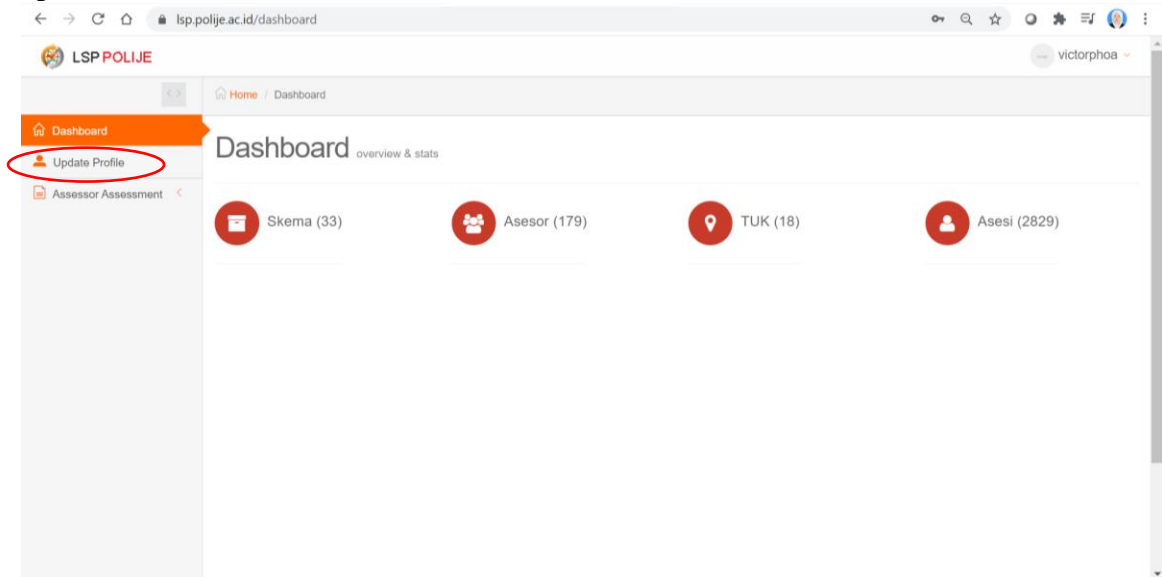 lsp.polije.ac.id/dashboard
LSP POLIJE
victorphoa
Home / Dashboard
Dashboard
Update Profile
Assessor Assessment
Dashboard overview & stats
Skema (33)
Asesor (179)
TUK (18)
Asesi (2829)